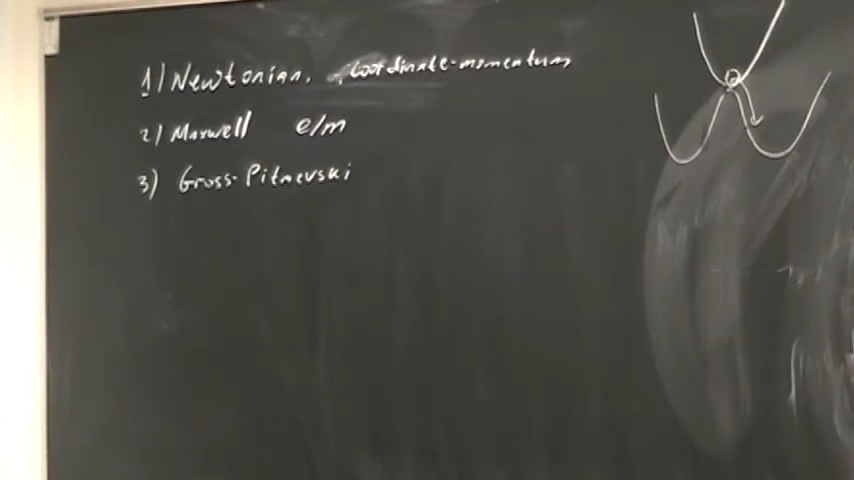 1) Newtonian, coordinate-momentum
2) Maxwell e/m
3) Gross-Pitaevski